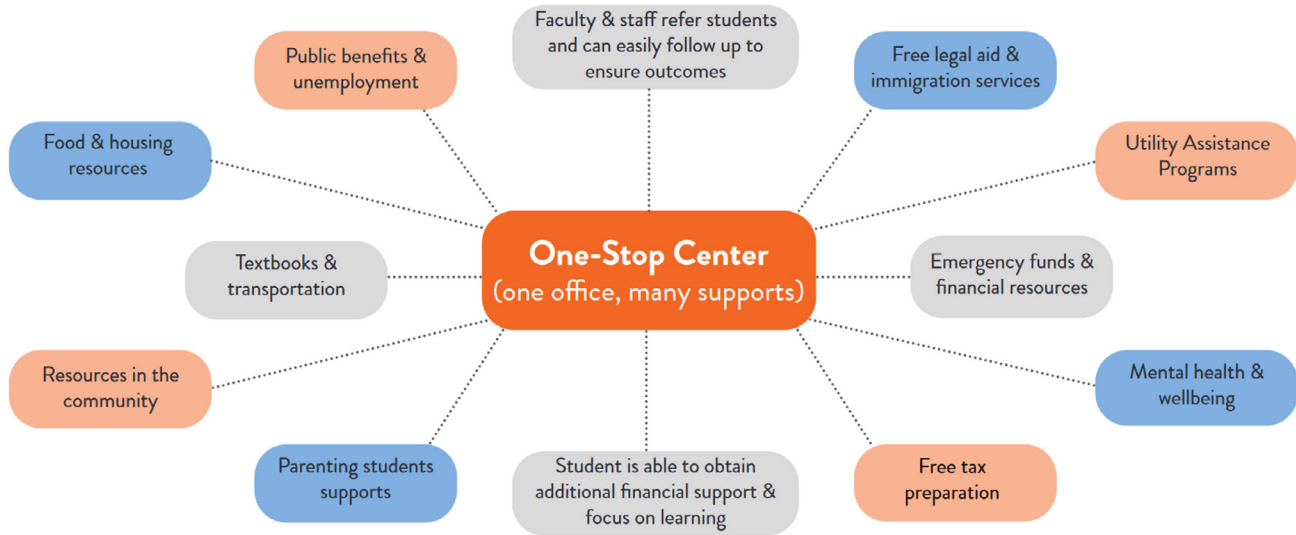 Faculty & staff refer students
and can easily follow up to
ensure outcomes
Public benefits &
unemployment
Free legal aid &
immigration services
Food & housing
resources
Utility Assistance
Programs
One-Stop Center
(one office, many supports)
Textbooks &
transportation
Emergency funds &
financial resources
Resources in the
community
Mental health &
wellbeing
Parenting students
supports
Student is able to obtain
additional financial support &
focus on learning
Free tax
preparation